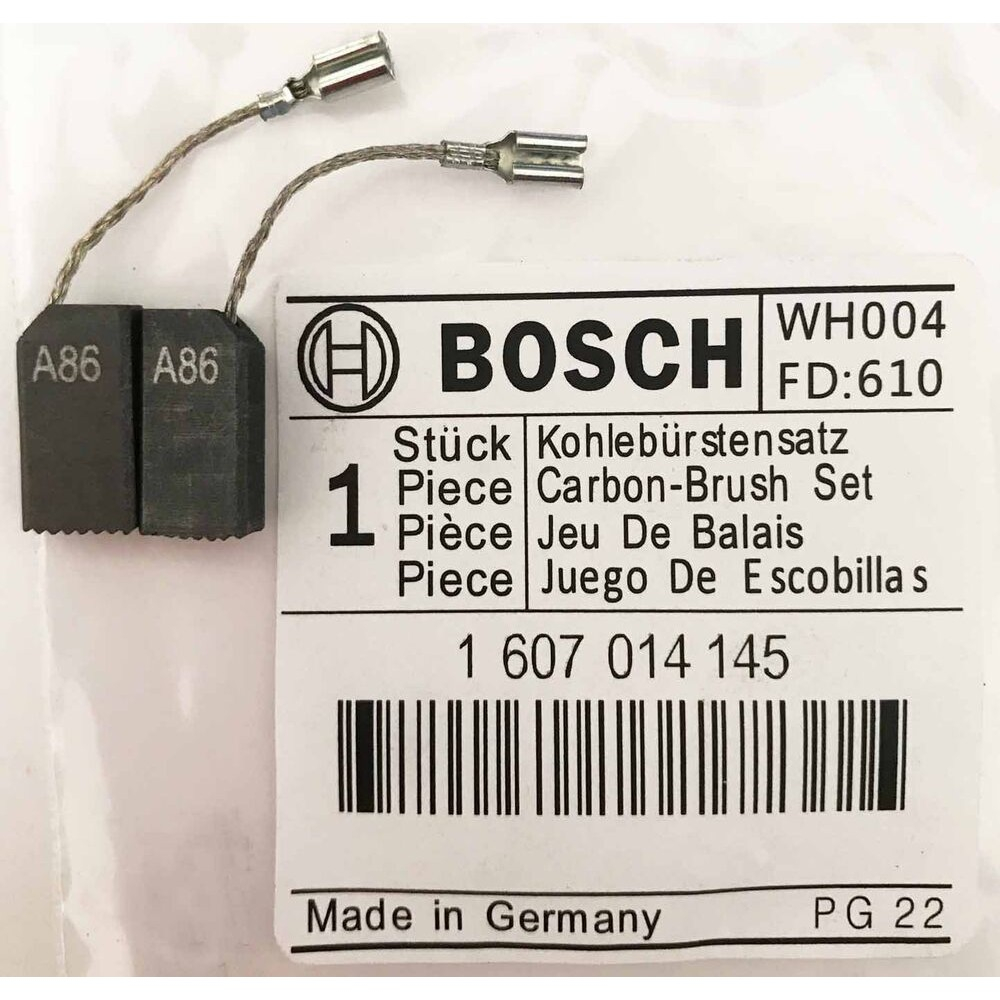 A86 A86
BOSCH
WH004
FD:610
1
Stück Kohlebürstensatz
Piece Carbon-Brush Set
Pièce Jeu De Balais
Piece Juego De Escobillas
1 607 014 145
Made in Germany PG 22